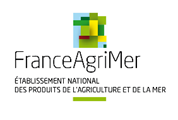 FranceAgriMer
ÉTABLISSEMENT NATIONAL
DES PRODUITS DE L'AGRICULTURE ET DE LA MER